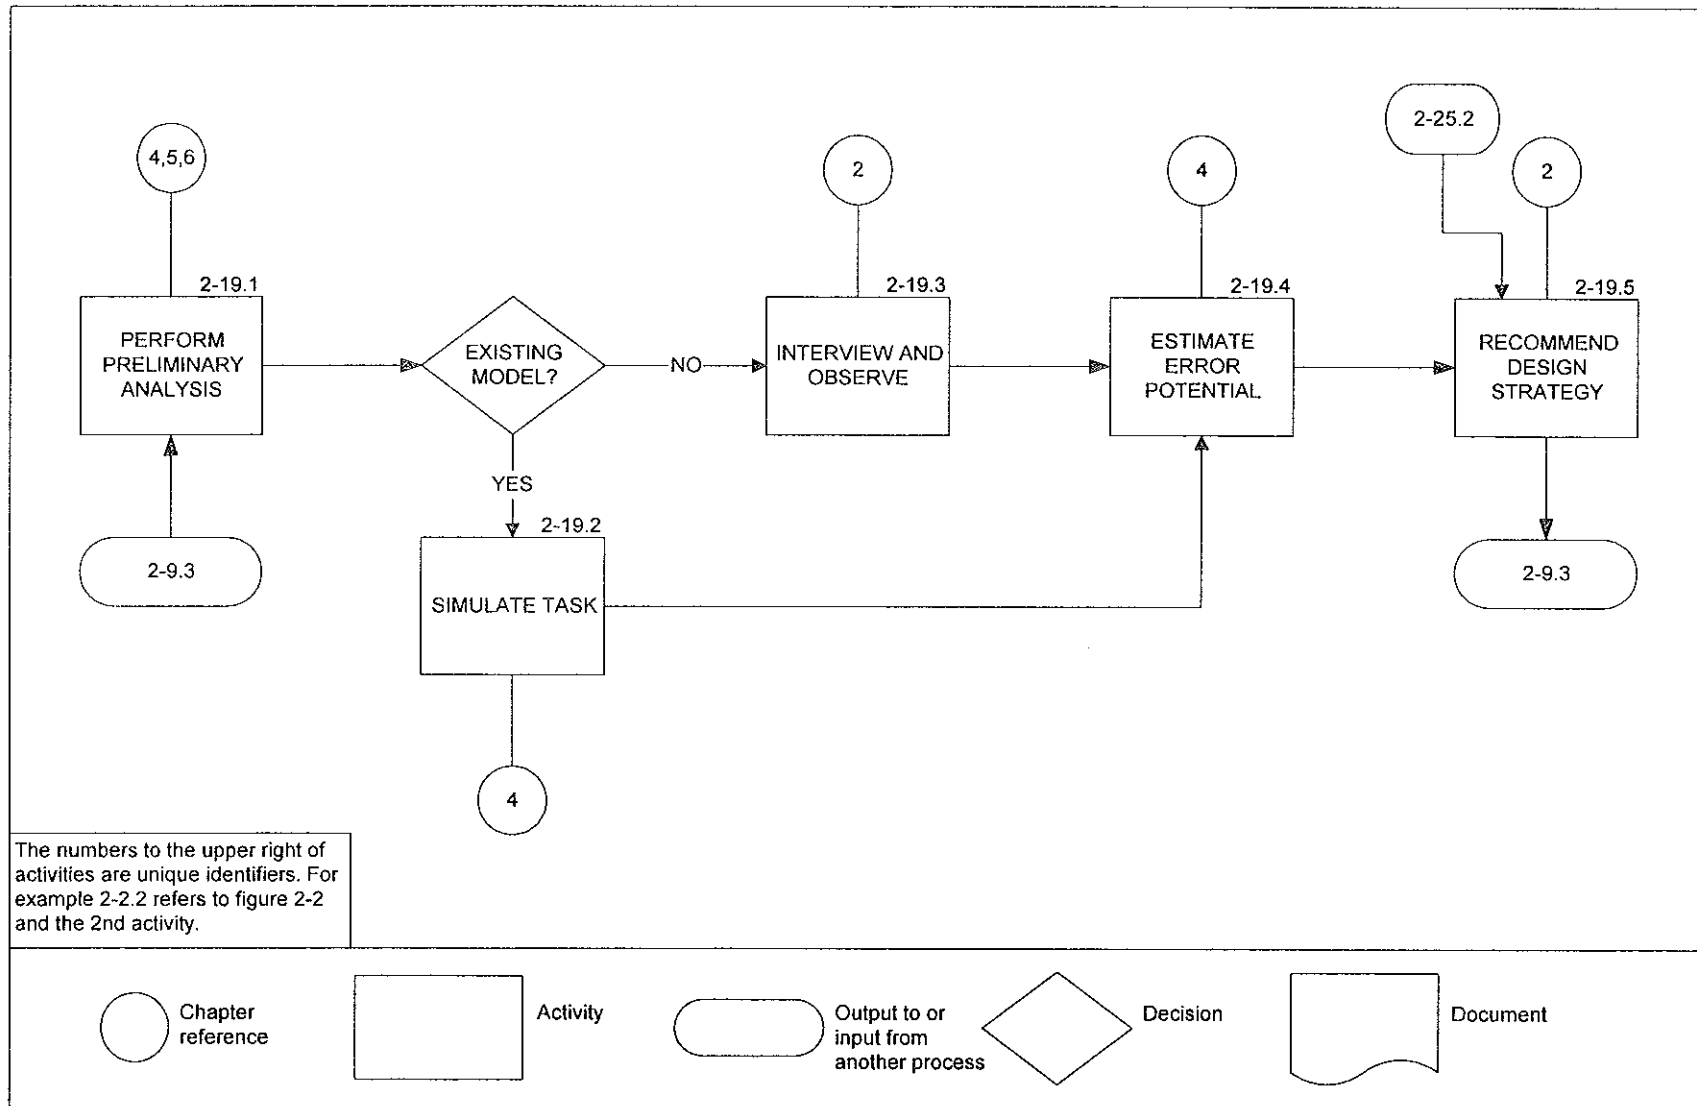 2-25.2
4,5,6
2
4
2
2-19.1
2-19.3
2-19.4
2-19.5
PERFORM
PRELIMINARY
ANALYSIS
EXISTING
MODEL?
NO
INTERVIEW AND
OBSERVE
ESTIMATE
ERROR
POTENTIAL
RECOMMEND
DESIGN
STRATEGY
YES
2-19.2
2-9.3
SIMULATE TASK
2-9.3
4
The numbers to the upper right of
activities are unique identifiers. For
example 2-2.2 refers to figure 2-2
and the 2nd activity.
Chapter
reference
Activity
Output to or
input from
another process
Decision
Document